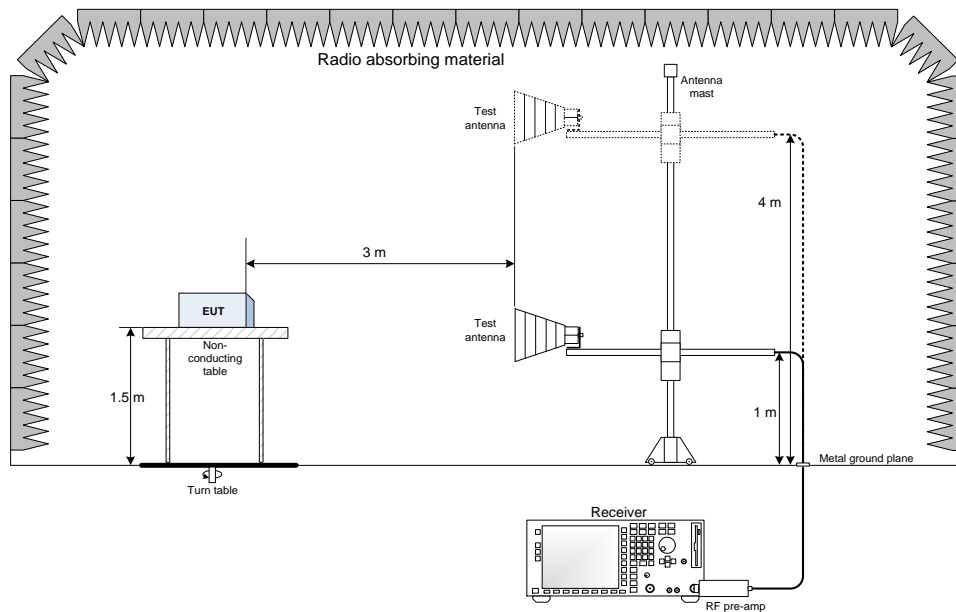 Radio absorbing material
Antenna
mast
Test
antenna
4 m
3 m
EUT
Test
antenna
Non-
conducting
table
1.5 m
1 m
Metal ground plane
Turn table
Receiver
RF pre-amp